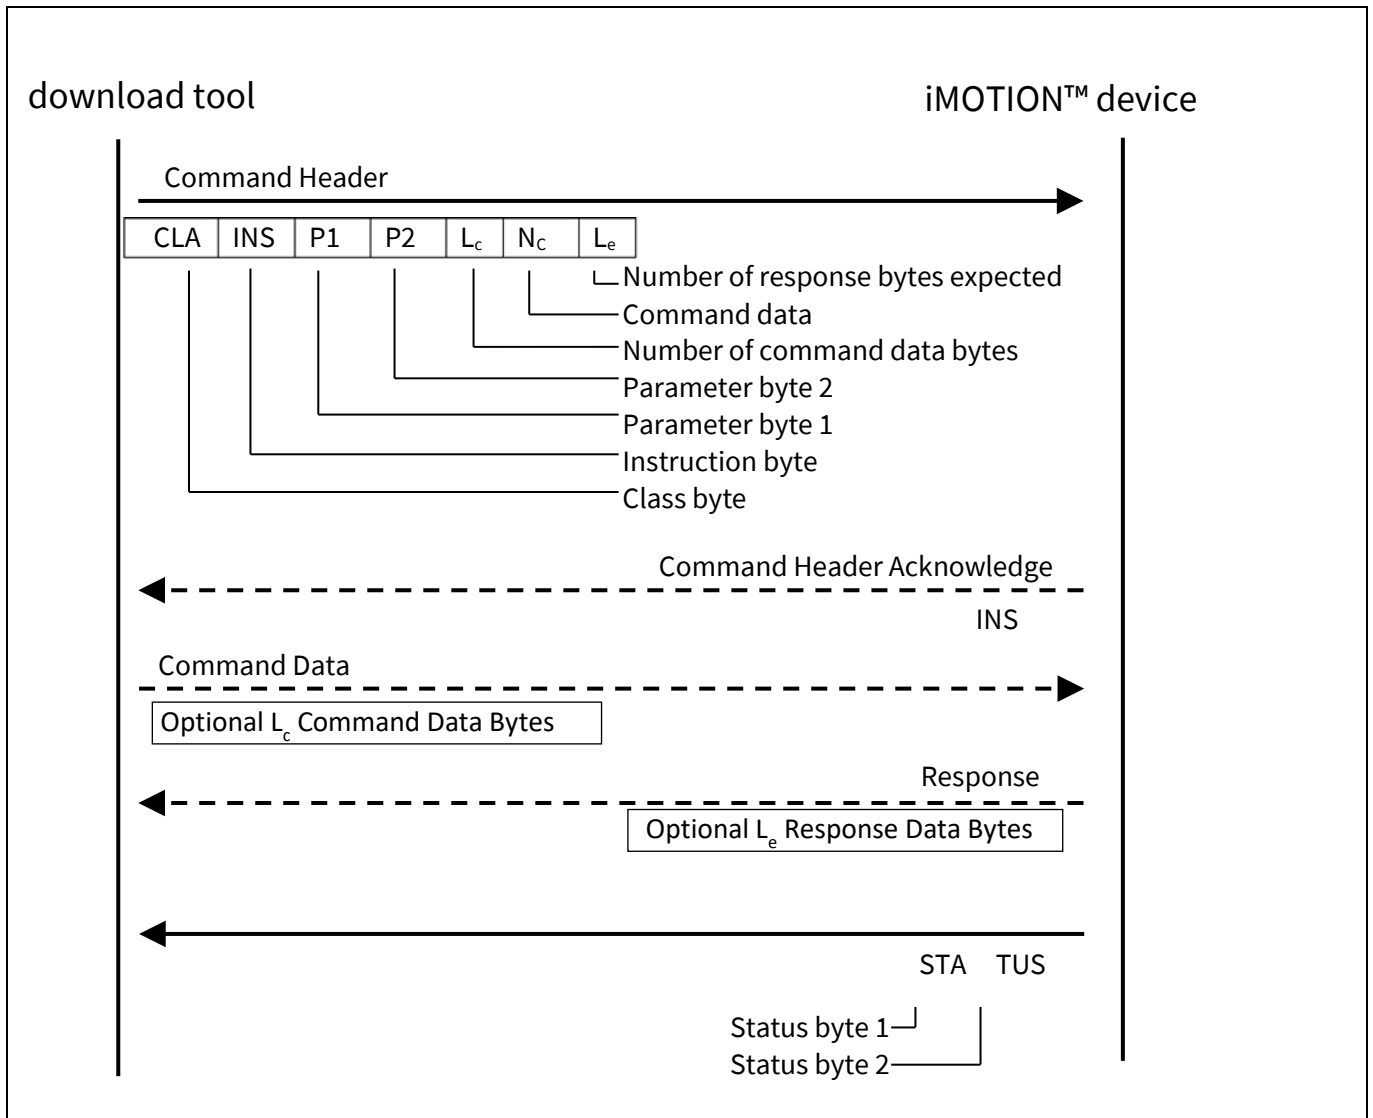 download tool
iMOTION™ device
Command Header
CLA INS P1 P2 Lc NC Le
Number of response bytes expected
Command data
Number of command data bytes
Parameter byte 2
Parameter byte 1
Instruction byte
Class byte
Command Header Acknowledge
INS
Command Data
Optional Lc Command Data Bytes
Response
Optional Le Response Data Bytes
STA TUS
Status byte 1
Status byte 2